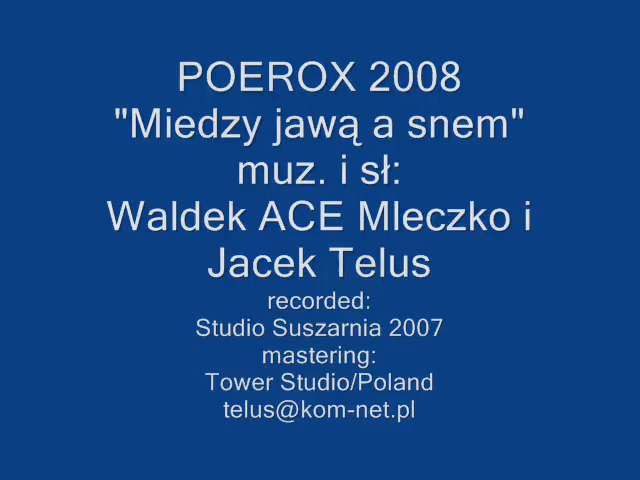 POEROX 2008
"Miedzy jawą a snem"
muz. i sł:
Waldek ACE Mleczko i
Jacek Telus
recorded:
Studio Suszarnia 2007
mastering:
Tower Studio/Poland
telus@kom-net.pl